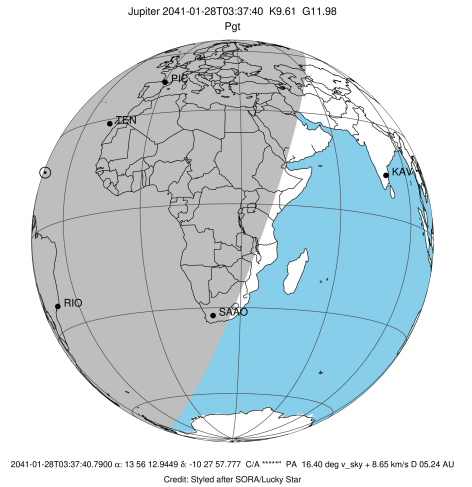 Jupiter 2041-01-28T03:37:40 K9.61 G11.98
Pgt
PIC
TEN
KAV
RIO
SAAO
2041-01-28T03:37:40.7900 α: 13 56 12.9449 δ: -10 27 57.777 C/A *****" PA 16.40 deg v_sky + 8.65 km/s D 05.24 AU
Credit: Styled after SORA/Lucky Star